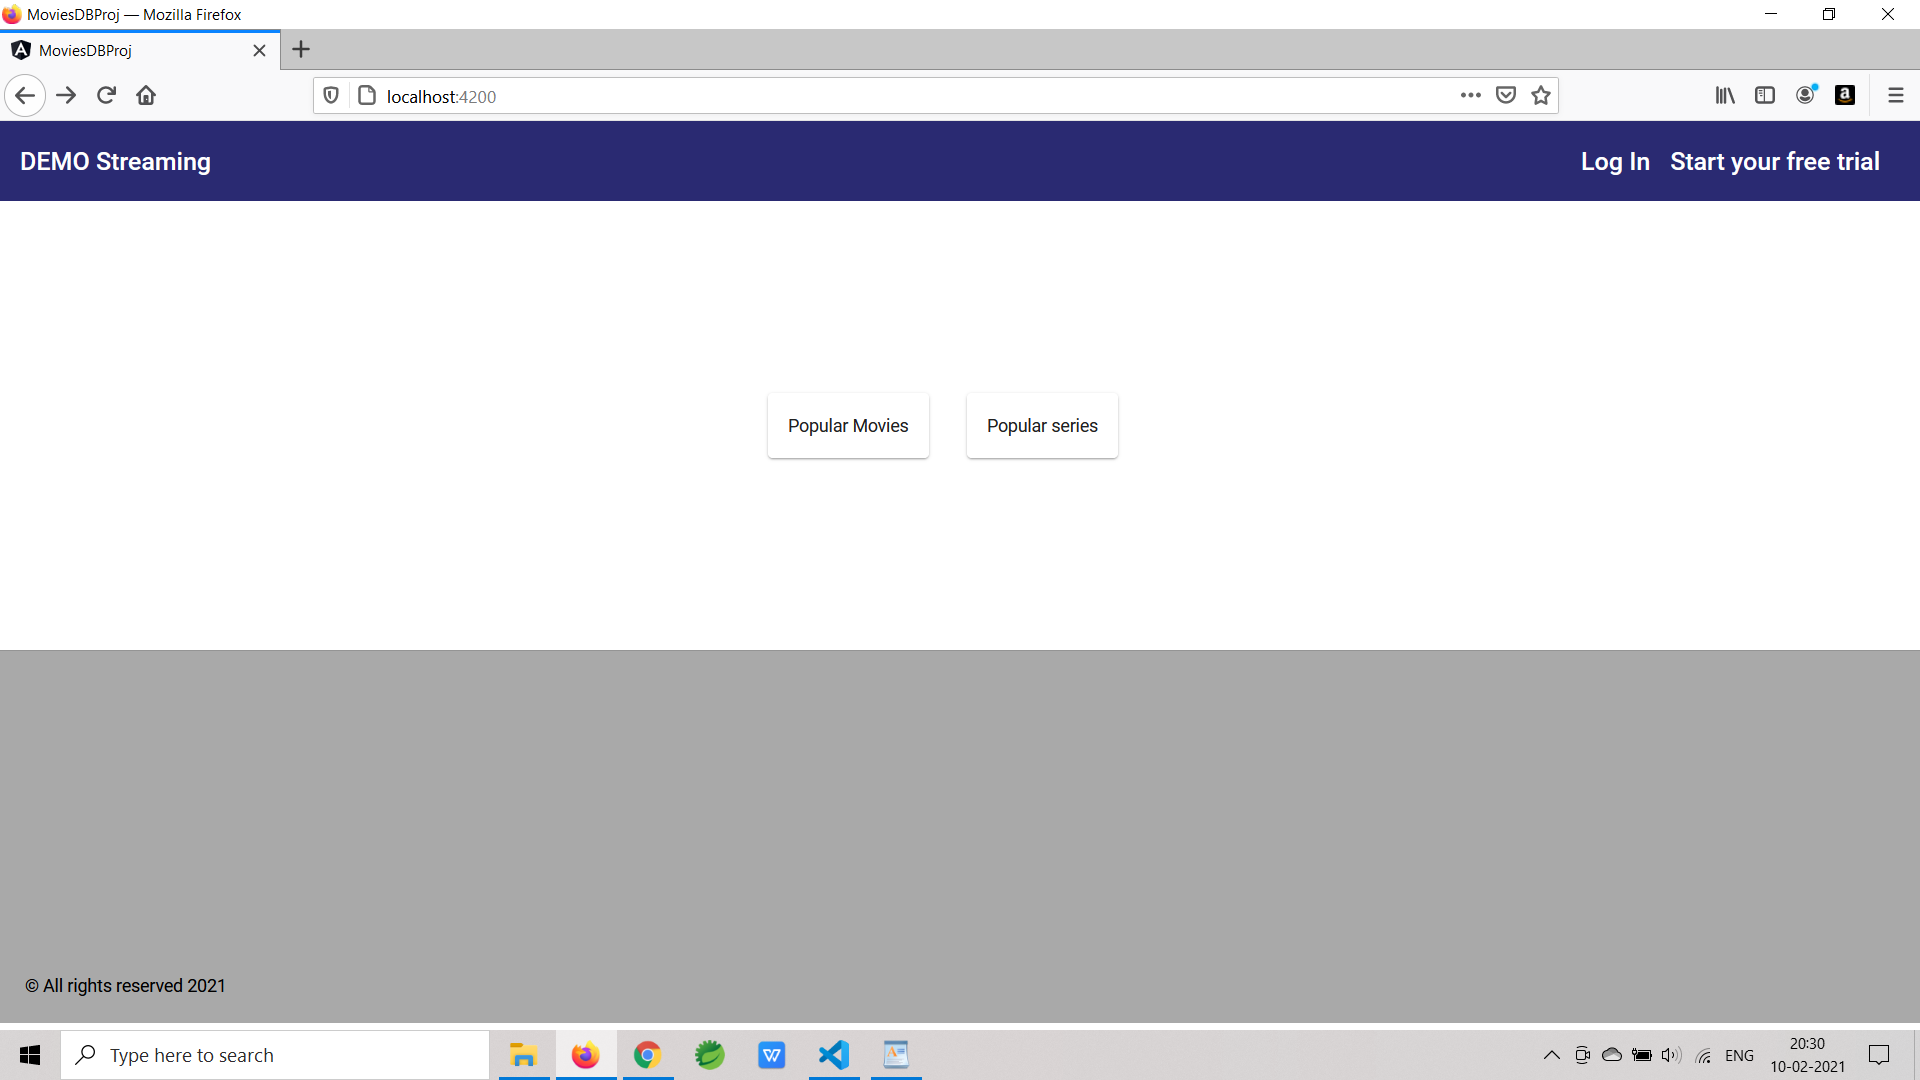 MoviesDBProj — Mozilla Firefox
MoviesDBProj
localhost:4200
DEMO Streaming
Log In Start your free trial
Popular Movies
Popular series
© All rights reserved 2021
Type here to search
ENG
20:30
10-02-2021